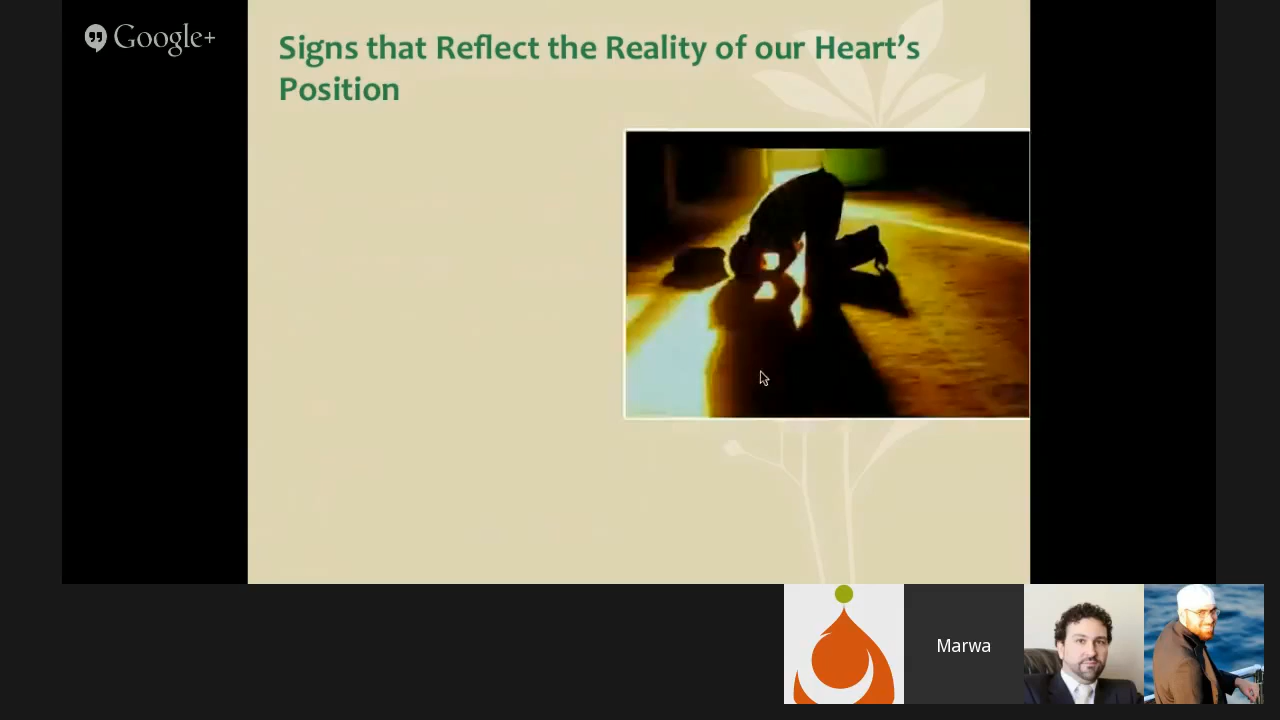 Google+
Signs that Reflect the Reality of our Heart’s
Position
Marwa